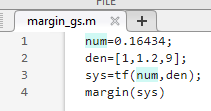 FILE
margin_gs.m
1 num=0.16434;
2 den=[1,1.2,9];
3 sys=tf(num,den);
4 margin(sys)